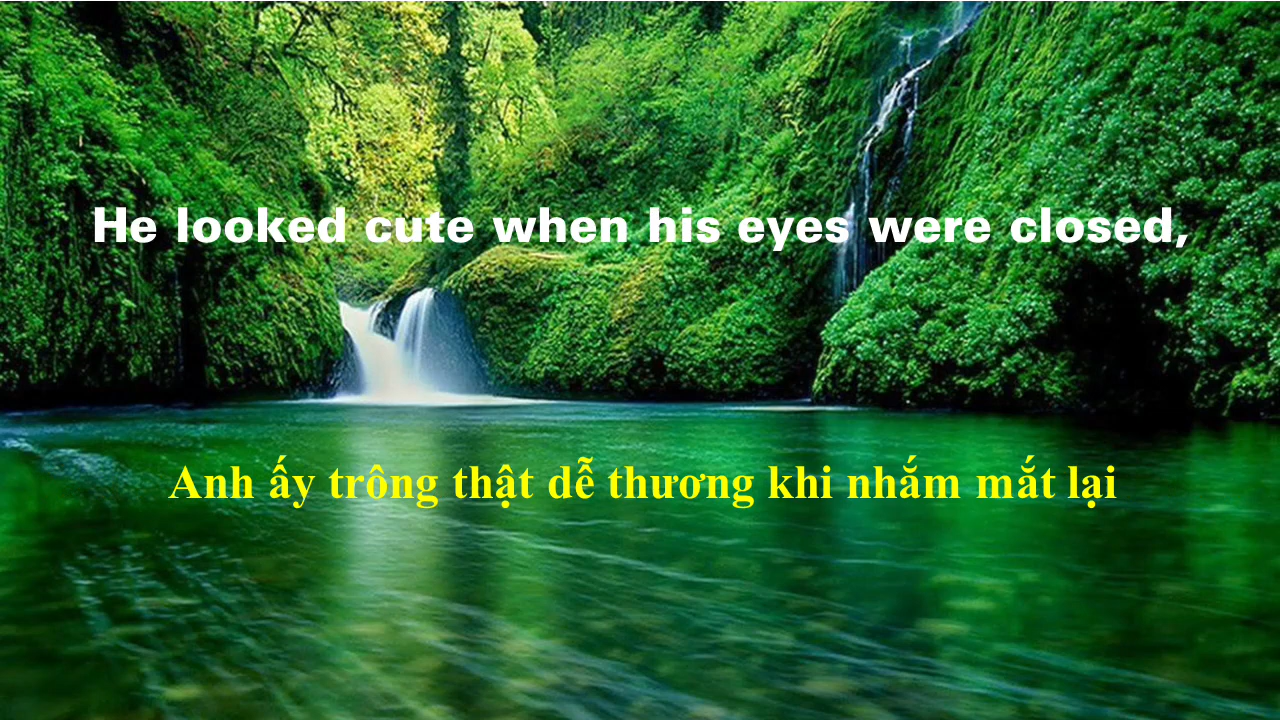 He looked cute when his eyes were closed,
Anh ấy trông thật dễ thương khi nhắm mắt lại